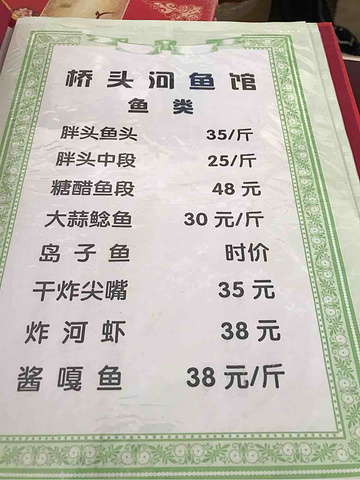 桥头河鱼馆
鱼类
胖头鱼头 35/斤
胖头中段 25/斤
糖醋鱼段 48元
大蒜鲶鱼 30元/斤
岛子鱼 时价
干炸尖嘴 35元
炸河虾 38元
酱嘎鱼 38元/斤